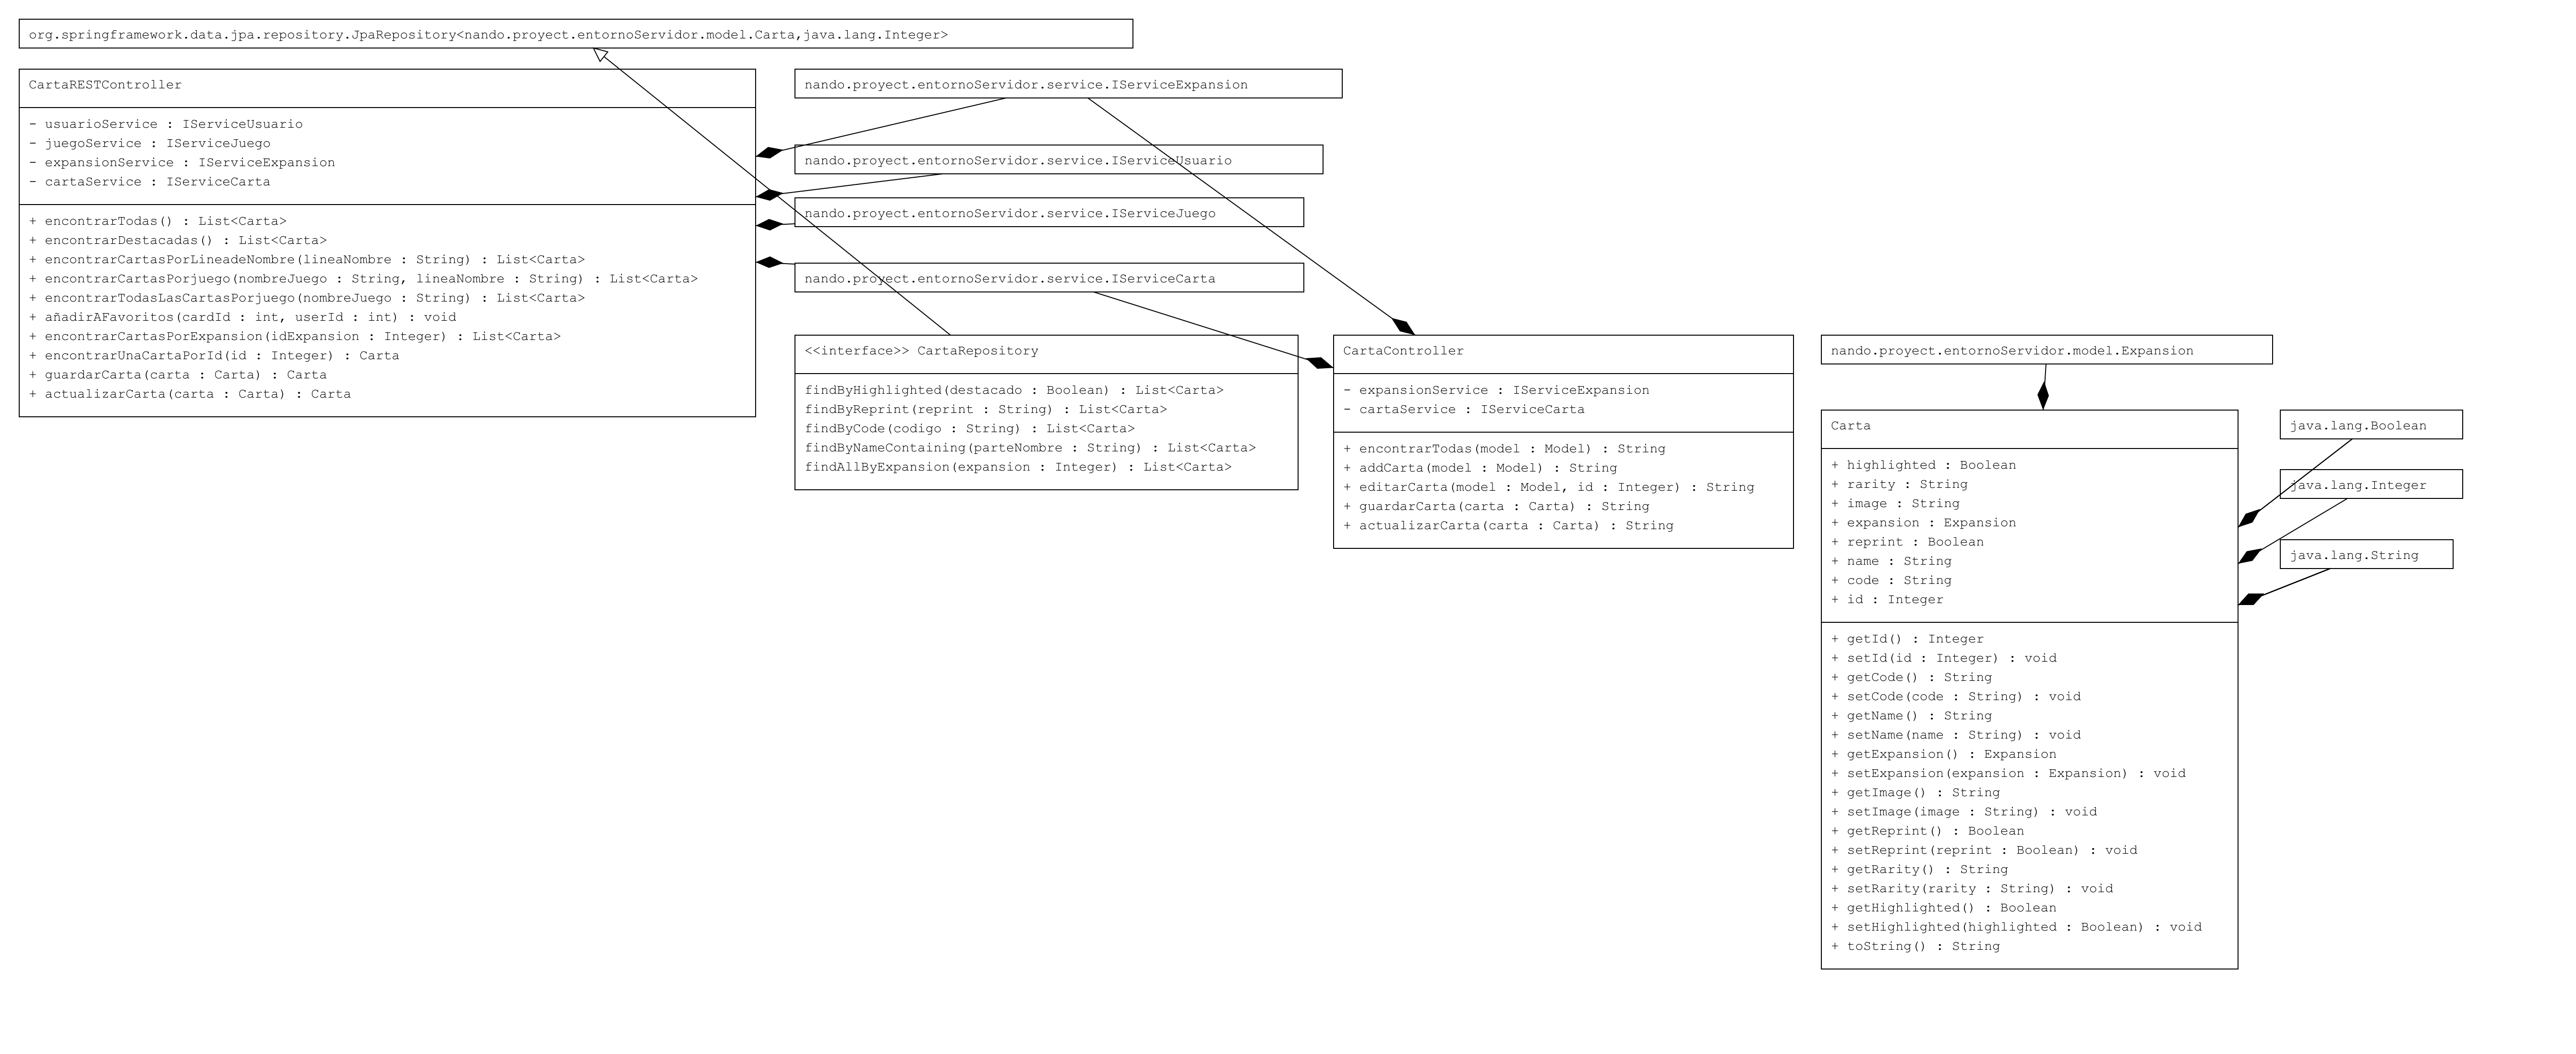 org.springframework.data.jpa.repository.JpaRepository<nando.proyect.entornoServidor.model.Carta,java.lang.Integer>
CartaRESTController
- usuarioService : IServiceUsuario
- juegoService : IServiceJuego
- expansionService : IServiceExpansion
- cartaService : IServiceCarta
+ encontrarTodas() : List<Carta>
+ encontrarDestacadas() : List<Carta>
+ encontrarCartasPorLineadeNombre(lineaNombre : String) : List<Carta>
+ encontrarCartasPorjuego(nombreJuego : String, lineaNombre : String) : List<Carta>
+ encontrarTodasLasCartasPorjuego(nombreJuego : String) : List<Carta>
+ añadirAFavoritos(cardId : int, userId : int) : void
+ encontrarCartasPorExpansion(idExpansion : Integer) : List<Carta>
+ encontrarUnaCartaPorId(id : Integer) : Carta
+ guardarCarta(carta : Carta) : Carta
+ actualizarCarta(carta : Carta) : Carta
nando.proyect.entornoServidor.service.IServiceExpansion
nando.proyect.entornoServidor.service.IServiceUsuario
nando.proyect.entornoServidor.service.IServiceJuego
nando.proyect.entornoServidor.service.IServiceCarta
<<interface>> CartaRepository
findByHighlighted(destacado : Boolean) : List<Carta>
findByReprint(reprint : String) : List<Carta>
findByCode(codigo : String) : List<Carta>
findByNameContaining(parteNombre : String) : List<Carta>
findAllByExpansion(expansion : Integer) : List<Carta>
CartaController
- expansionService : IServiceExpansion
- cartaService : IServiceCarta
+ encontrarTodas(model : Model) : String
+ addCarta(model : Model) : String
+ editarCarta(model : Model, id : Integer) : String
+ guardarCarta(carta : Carta) : String
+ actualizarCarta(carta : Carta) : String
nando.proyect.entornoServidor.model.Expansion
Carta
+ highlighted : Boolean
+ rarity : String
+ image : String
+ expansion : Expansion
+ reprint : Boolean
+ name : String
+ code : String
+ id : Integer
+ getId() : Integer
+ setId(id : Integer) : void
+ getCode() : String
+ setCode(code : String) : void
+ getName() : String
+ setName(name : String) : void
+ getExpansion() : Expansion
+ setExpansion(expansion : Expansion) : void
+ getImage() : String
+ setImage(image : String) : void
+ getReprint() : Boolean
+ setReprint(reprint : Boolean) : void
+ getRarity() : String
+ setRarity(rarity : String) : void
+ getHighlighted() : Boolean
+ setHighlighted(highlighted : Boolean) : void
+ toString() : String
java.lang.Boolean
java.lang.Integer
java.lang.String